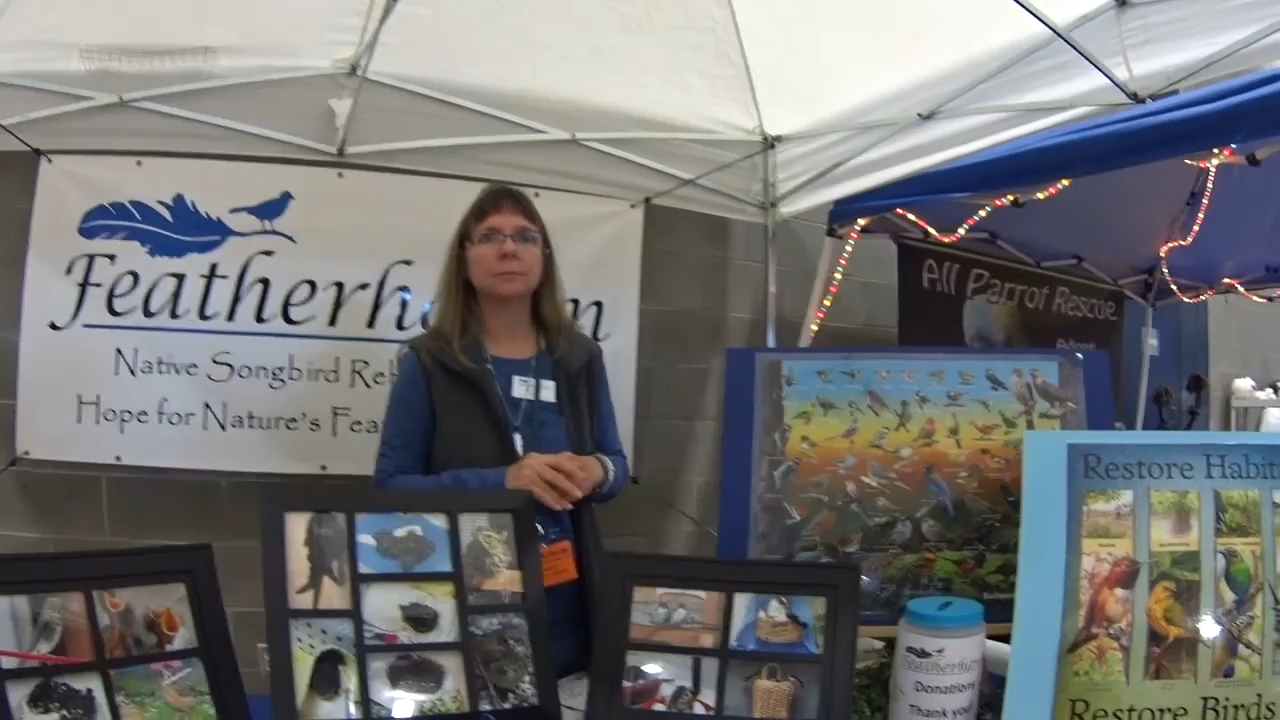 Featherh
Native Songbird Reh
Hope for Nature's Fea
All Parrot Rescue
Adopt
Restore Habit
Restore Birds
Featherh
Donations
Thank you